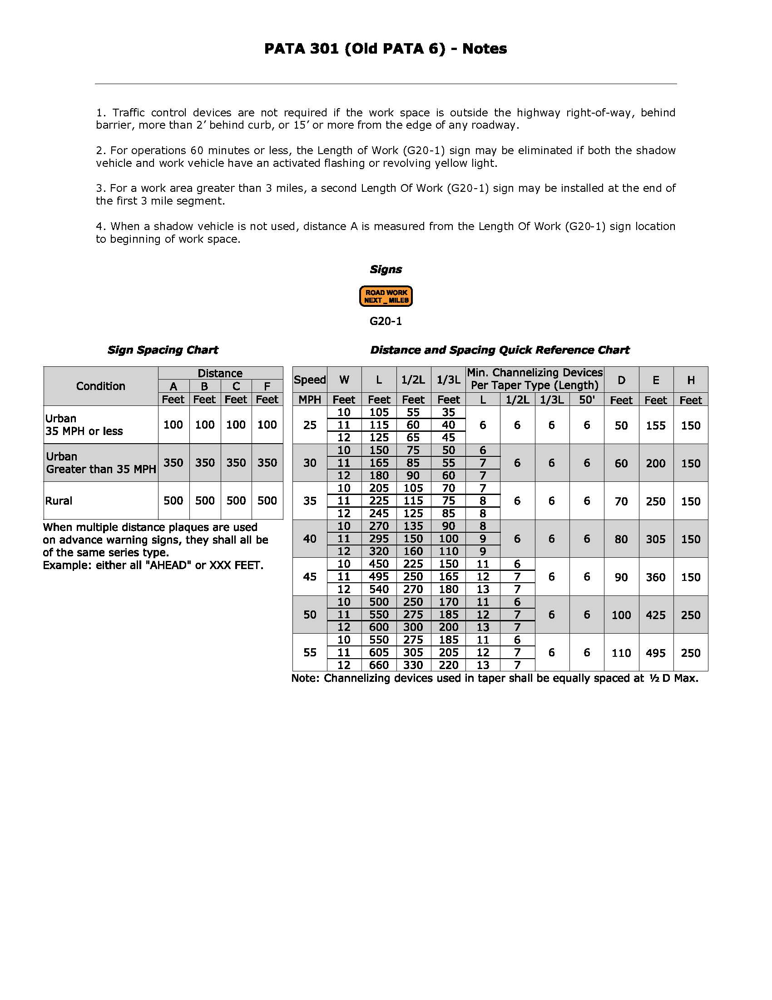 PATA 301 (Old PATA 6) - Notes
1. Traffic control devices are not required if the work space is outside the highway right-of-way, behind
barrier, more than 2’ behind curb, or 15’ or more from the edge of any roadway.
2. For operations 60 minutes or less, the Length of Work (G20-1) sign may be eliminated if both the shadow
vehicle and work vehicle have an activated flashing or revolving yellow light.
3. For a work area greater than 3 miles, a second Length Of Work (G20-1) sign may be installed at the end of
the first 3 mile segment.
4. When a shadow vehicle is not used, distance A is measured from the Length Of Work (G20-1) sign location
to beginning of work space.
Signs
ROAD WORK
NEXT _ MILES
G20-1
Sign Spacing Chart
Condition Distance
A B C F
Feet Feet Feet Feet
Urban
35 MPH or less 100 100 100 100
Urban
Greater than 35 MPH 350 350 350 350
Rural 500 500 500 500
When multiple distance plaques are used
on advance warning signs, they shall all be
of the same series type.
Example: either all "AHEAD" or XXX FEET.
Distance and Spacing Quick Reference Chart
Speed W L 1/2L 1/3L Min. Channelizing Devices
Per Taper Type (Length) D E H
MPH Feet Feet Feet Feet L 1/2L 1/3L 50' Feet Feet Feet
10 105 55 35
25 11 115 60 40 6 6 6 6 50 155 150
12 125 65 45
10 150 75 50 6
30 11 165 85 55 7 6 6 6 60 200 150
12 180 90 60 7
10 205 105 70 7
35 11 225 115 75 8 6 6 6 70 250 150
12 245 125 85 8
10 270 135 90 8
40 11 295 150 100 9 6 6 6 80 305 150
12 320 160 110 9
10 450 225 150 11 6
45 11 495 250 165 12 7 6 6 90 360 150
12 540 270 180 13 7
10 500 250 170 11 6
50 11 550 275 185 12 7 6 6 100 425 250
12 600 300 200 13 7
10 550 275 185 11 6
55 11 605 305 205 12 7 6 6 110 495 250
12 660 330 220 13 7
Note: Channelizing devices used in taper shall be equally spaced at ½ D Max.